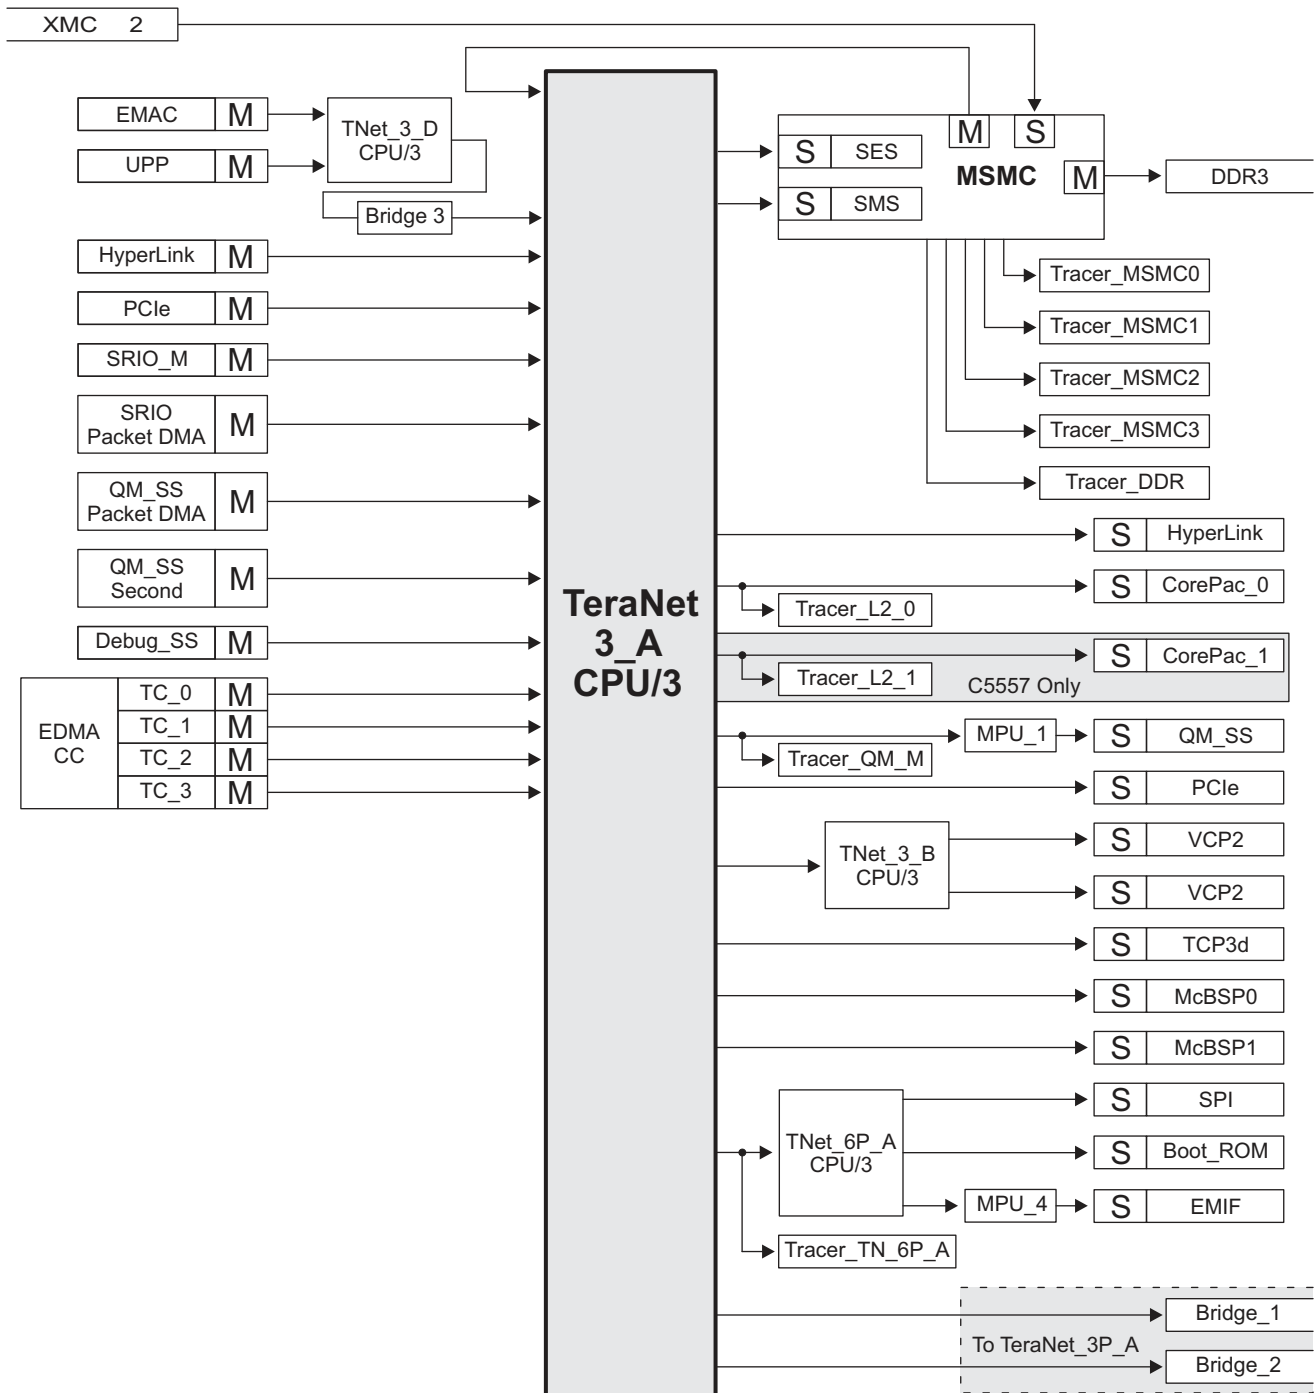 XMC 2
EMAC M
UPP M
TNet_3_D
CPU/3
Bridge 3
HyperLink M
PCIe M
SRIO_M M
SRIO
Packet DMA M
QM_SS
Packet DMA M
QM_SS
Second M
Debug_SS M
EDMA
CC
TC_0 M
TC_1 M
TC_2 M
TC_3 M
TeraNet
3_A
CPU/3
M S
S SES
MSMC M
S SMS
DDR3
Tracer_MSMC0
Tracer_MSMC1
Tracer_MSMC2
Tracer_MSMC3
Tracer_DDR
S HyperLink
S CorePac_0
Tracer_L2_0
S CorePac_1
Tracer_L2_1
C5557 Only
MPU_1 S QM_SS
Tracer_QM_M
S PCIe
TNet_3_B
CPU/3
S VCP2
S VCP2
S TCP3d
S McBSP0
S McBSP1
TNet_6P_A
CPU/3
S SPI
S Boot_ROM
MPU_4 S EMIF
Tracer_TN_6P_A
Bridge_1
To TeraNet_3P_A
Bridge_2